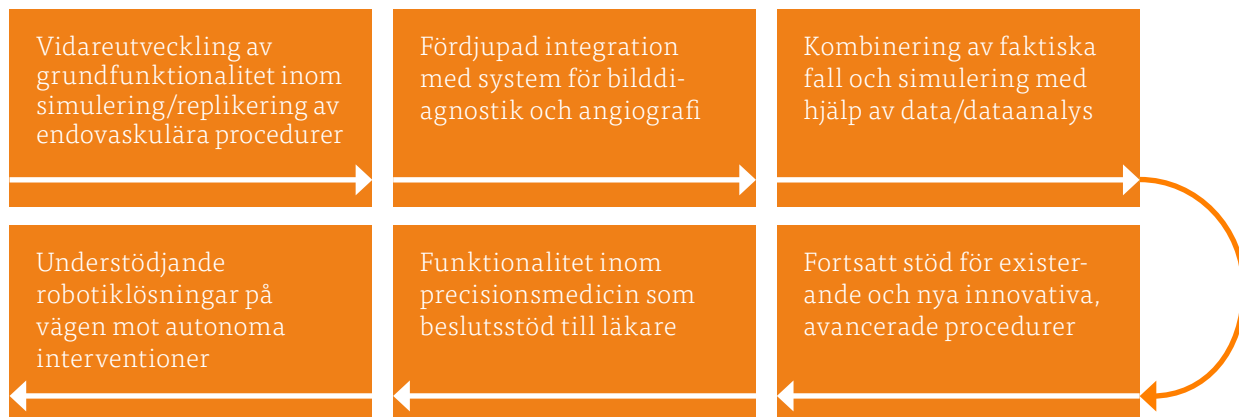 Vidareutveckling av
grundfunktionalitet inom
simulering/replikering av
endovaskulära procedurer
Fördjupad integration
med system för bilddi-
agnostik och angiografi
Kombinering av faktiska
fall och simulering med
hjälp av data/dataanalys
Fortsatt stöd för exister-
ande och nya innovativa,
avancerade procedurer
Funktionalitet inom
precisionsmedicin som
beslutsstöd till läkare
Understödjande
robotiklösningar på
vägen mot autonoma
interventioner